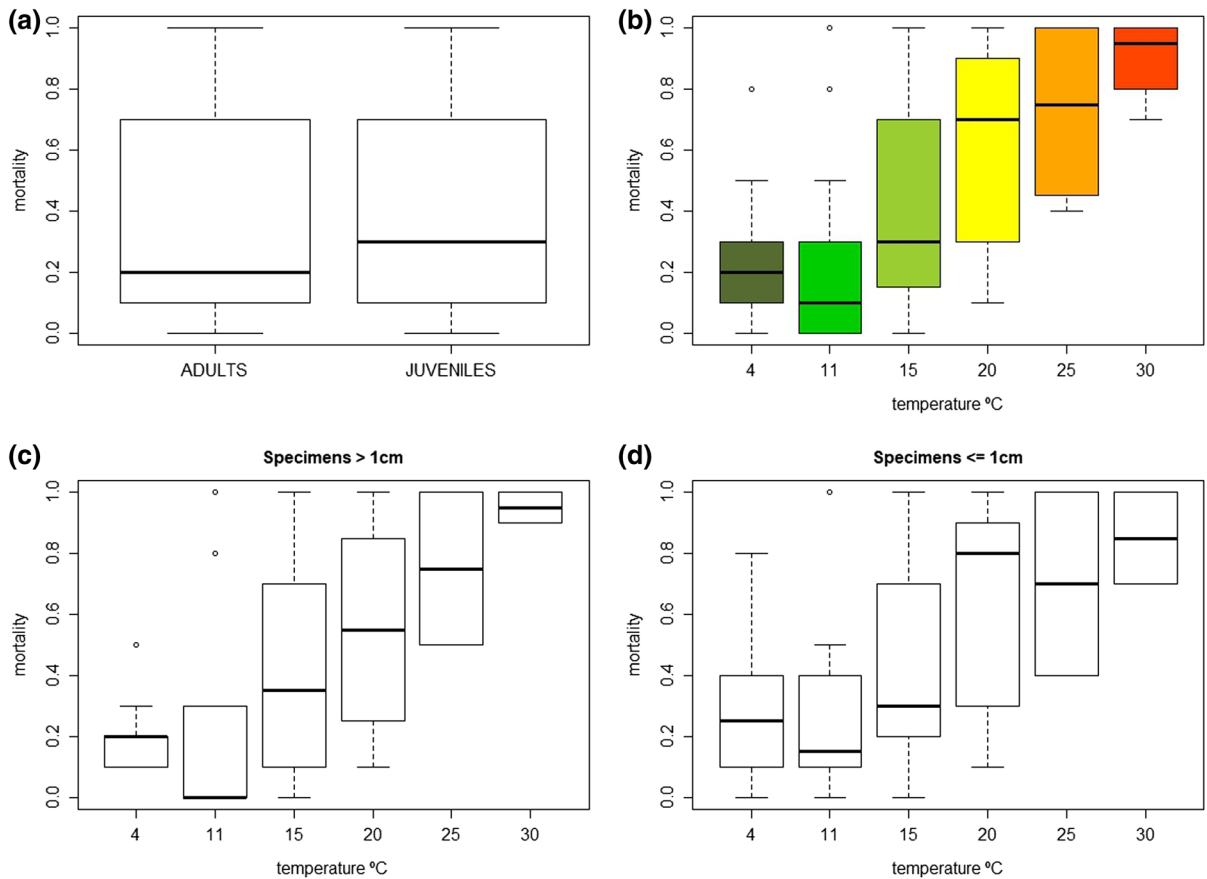 (a)
mortality
0.0 0.2 0.4 0.6 0.8 1.0
ADULTS JUVENILES
(b)
mortality
0.0 0.2 0.4 0.6 0.8 1.0
4 11 15 20 25 30
temperature ºC
(c)
Specimens > 1cm
mortality
0.0 0.2 0.4 0.6 0.8 1.0
4 11 15 20 25 30
temperature ºC
(d)
Specimens <= 1cm
mortality
0.0 0.2 0.4 0.6 0.8 1.0
4 11 15 20 25 30
temperature ºC